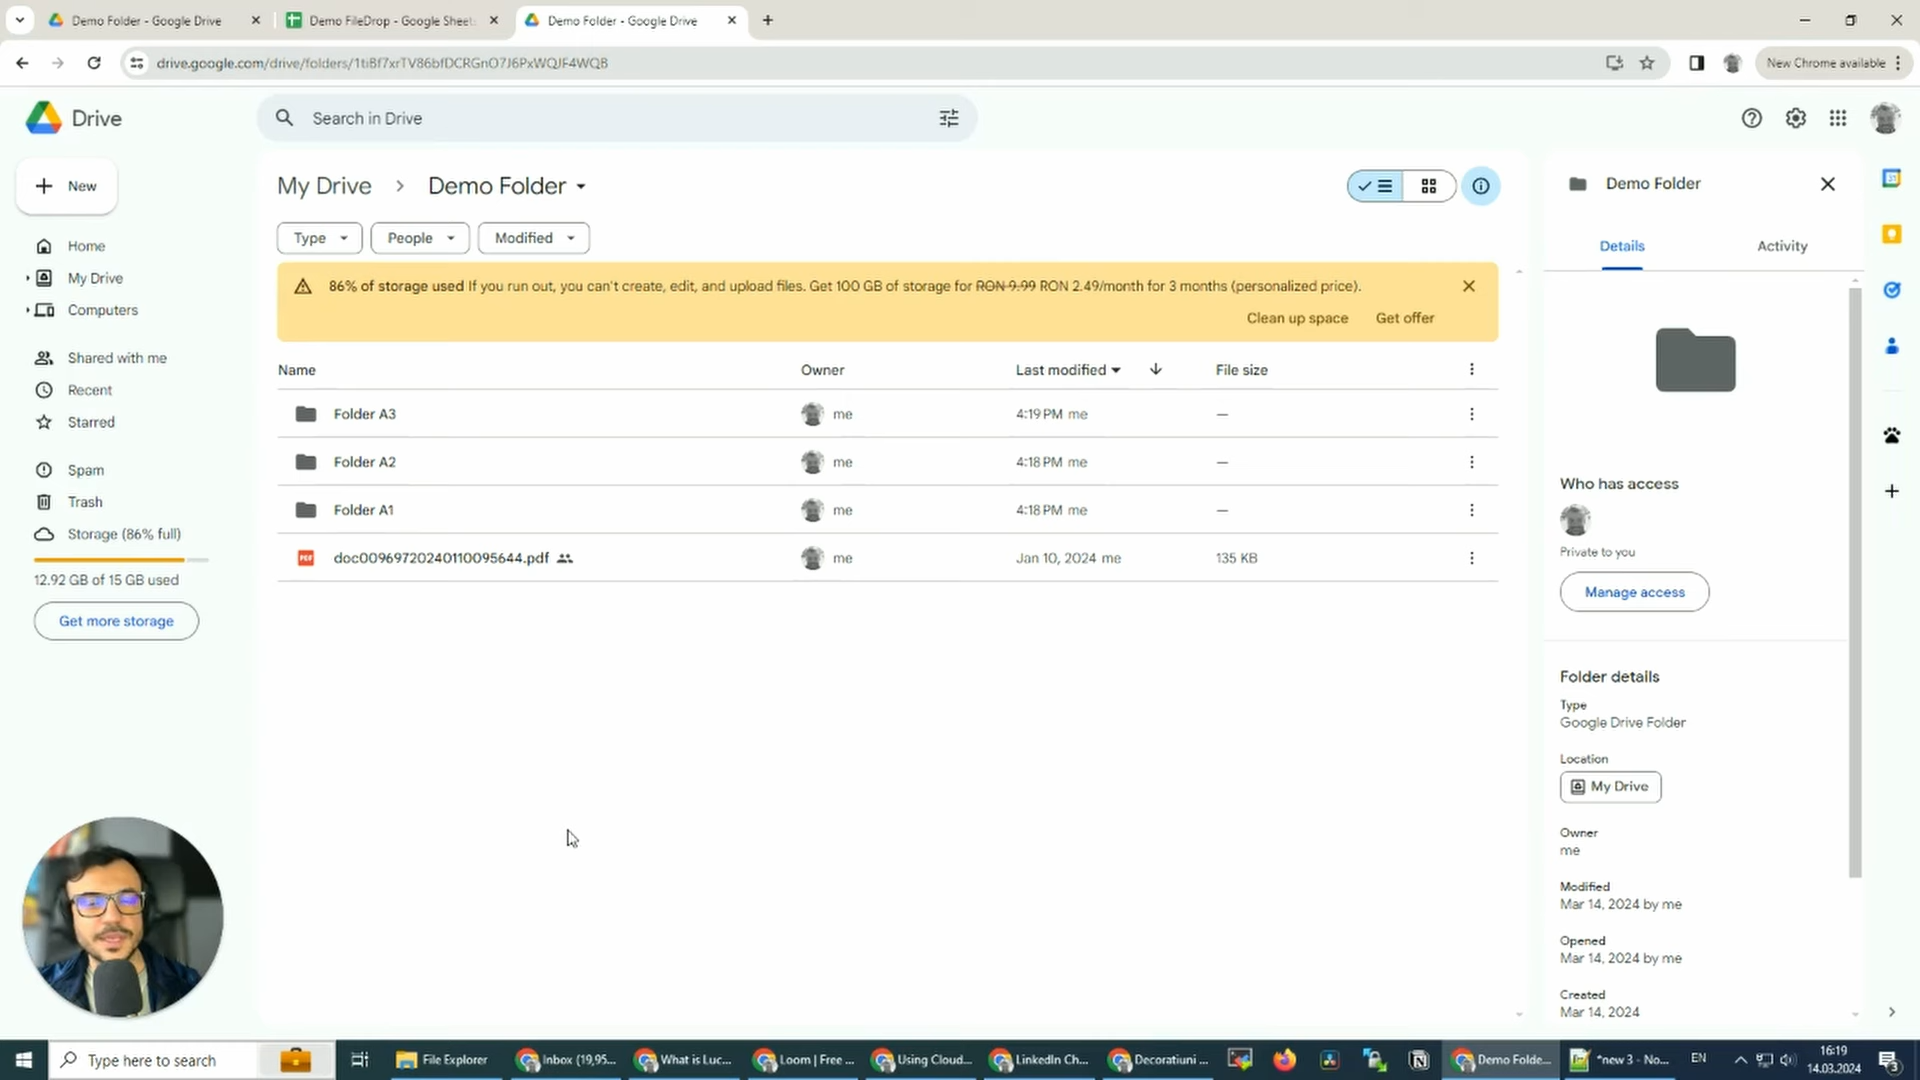 Demo Folder - Google Drive
Demo FileDrop - Google Sheets
Demo Folder - Google Drive
drive.google.com/drive/folders/1tiBf7xrTV86bfDCRGnO7J6PxWQJF4WQB
New Chrome available
Drive
Search in Drive
New
My Drive > Demo Folder
Demo Folder
Type
People
Modified
Details
Activity
Home
My Drive
Computers
Shared with me
Recent
Starred
Spam
Trash
Storage (86% full)
12.92 GB of 15 GB used
Get more storage
86% of storage used If you run out, you can't create, edit, and upload files. Get 100 GB of storage for RON 9.99 RON 2.49/month for 3 months (personalized price).
Clean up space
Get offer
Name
Owner
Last modified
File size
Folder A3
me
4:19 PM me
—
Folder A2
me
4:18 PM me
—
Folder A1
me
4:18 PM me
—
PDF
doc00969720240110095644.pdf
me
Jan 10, 2024 me
135 KB
Who has access
Private to you
Manage access
Folder details
Type
Google Drive Folder
Location
My Drive
Owner
me
Modified
Mar 14, 2024 by me
Opened
Mar 14, 2024 by me
Created
Mar 14, 2024
Type here to search
File Explorer
Inbox (19,95...
What is Luc...
Loom | Free ...
Using Cloud...
LinkedIn Ch...
Decoratiuni ...
Demo Folde...
*new 3 - No...
EN
16:19
14.03.2024
3